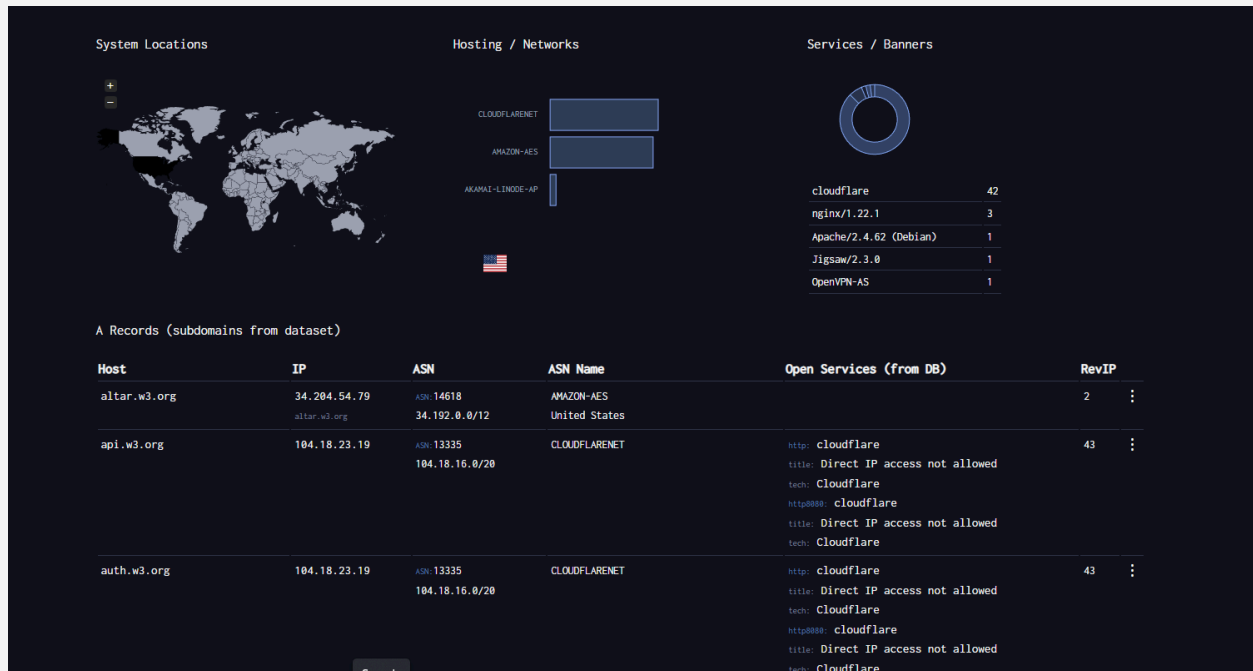 System Locations
Hosting / Networks
Services / Banners
+
−
CLOUDFLARENET
AMAZON-AES
AKAMAI-LINODE-AP
cloudflare 42
nginx/1.22.1 3
Apache/2.4.62 (Debian) 1
Jigsaw/2.3.0 1
OpenVPN-AS 1
A Records (subdomains from dataset)
Host IP ASN ASN Name Open Services (from DB) RevIP
altar.w3.org 34.204.54.79 ASN:14618 AMAZON-AES 2
altar.w3.org 34.192.0.0/12 United States
api.w3.org 104.18.23.19 ASN:13335 CLOUDFLARENET http: cloudflare 43
104.18.16.0/20 title: Direct IP access not allowed
tech: Cloudflare
http8080: cloudflare
title: Direct IP access not allowed
tech: Cloudflare
auth.w3.org 104.18.23.19 ASN:13335 CLOUDFLARENET http: cloudflare 43
104.18.16.0/20 title: Direct IP access not allowed
tech: Cloudflare
http8080: cloudflare
title: Direct IP access not allowed
tech: Cloudflare